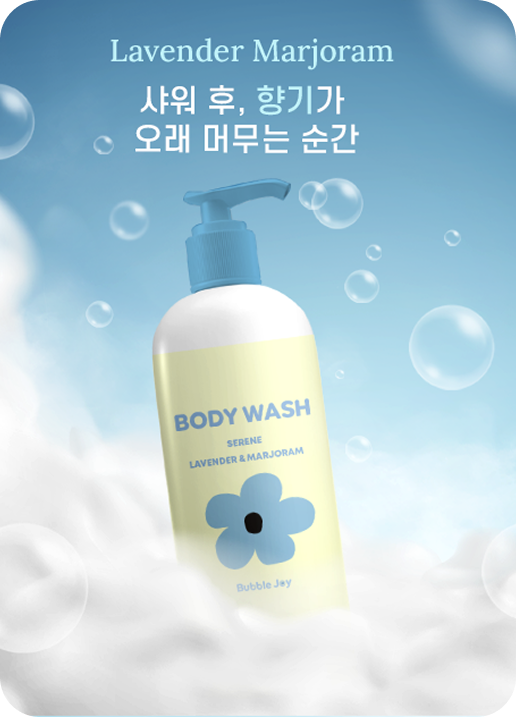 Lavender Marjoram
샤워 후, 향기가
오래 머무는 순간
BODY WASH
SERENE
LAVENDER & MARJORAM
Bubble Joy